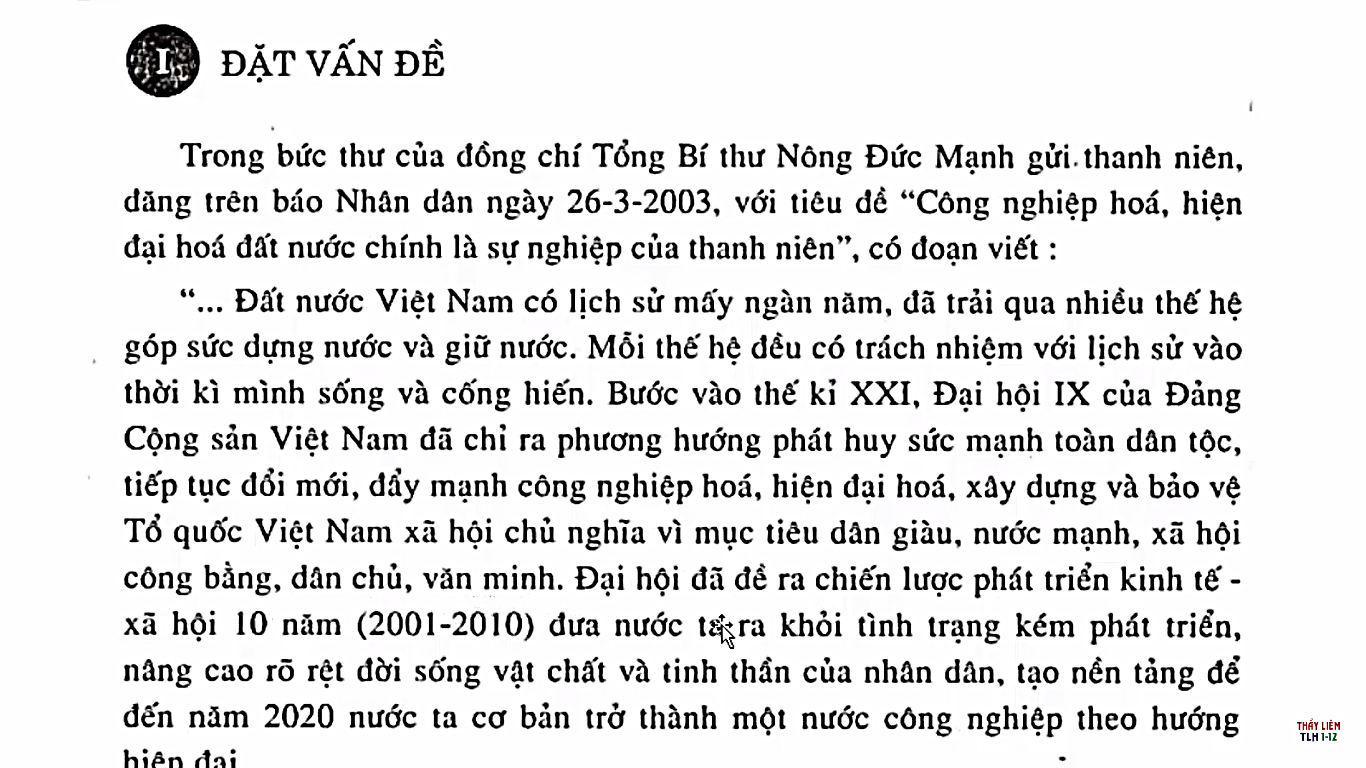 I ĐẶT VẤN ĐỀ
Trong bức thư của đồng chí Tổng Bí thư Nông Đức Mạnh gửi thanh niên,
đăng trên báo Nhân dân ngày 26-3-2003, với tiêu đề “Công nghiệp hoá, hiện
đại hoá đất nước chính là sự nghiệp của thanh niên”, có đoạn viết :
“... Đất nước Việt Nam có lịch sử mấy ngàn năm, đã trải qua nhiều thế hệ
góp sức dựng nước và giữ nước. Mỗi thế hệ đều có trách nhiệm với lịch sử vào
thời kì mình sống và cống hiến. Bước vào thế kỉ XXI, Đại hội IX của Đảng
Cộng sản Việt Nam đã chỉ ra phương hướng phát huy sức mạnh toàn dân tộc,
tiếp tục đổi mới, đẩy mạnh công nghiệp hoá, hiện đại hoá, xây dựng và bảo vệ
Tổ quốc Việt Nam xã hội chủ nghĩa vì mục tiêu dân giàu, nước mạnh, xã hội
công bằng, dân chủ, văn minh. Đại hội đã đề ra chiến lược phát triển kinh tế -
xã hội 10 năm (2001-2010) đưa nước ta ra khỏi tình trạng kém phát triển,
nâng cao rõ rệt đời sống vật chất và tinh thần của nhân dân, tạo nền tảng để
đến năm 2020 nước ta cơ bản trở thành một nước công nghiệp theo hướng
hiện đại
THẦY LIÊM
TLH 1-12